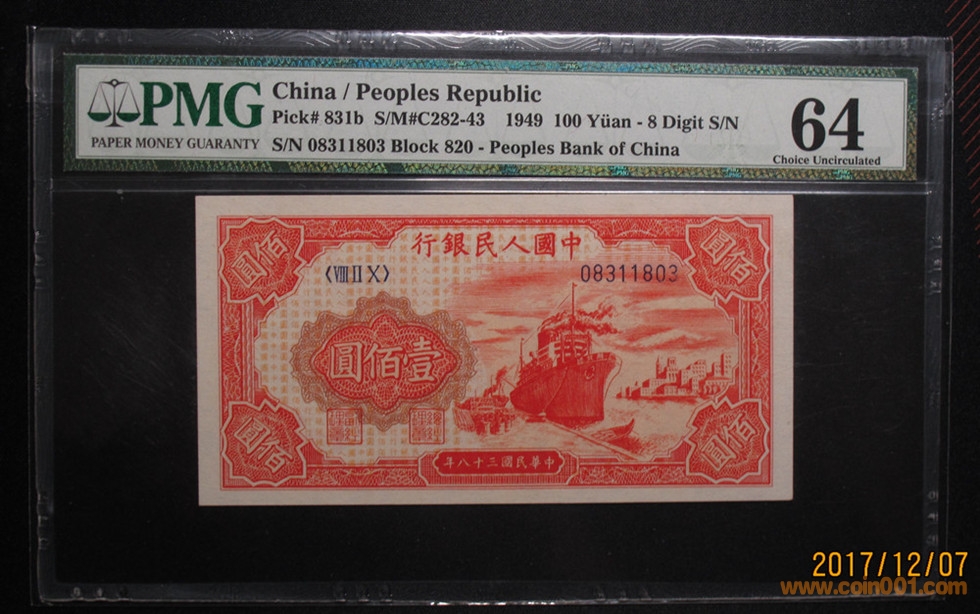 PMG
PAPER MONEY GUARANTY
China / Peoples Republic
Pick# 831b S/M#C282-43 1949 100 Yüan - 8 Digit S/N
S/N 08311803 Block 820 - Peoples Bank of China
64
Choice Uncirculated
行銀民人國中
佰圓
佰圓
〈VIII II X〉
08311803
圓佰壹
佰圓
佰圓
年八十三國民華中
2017/12/07
www.coin001.com